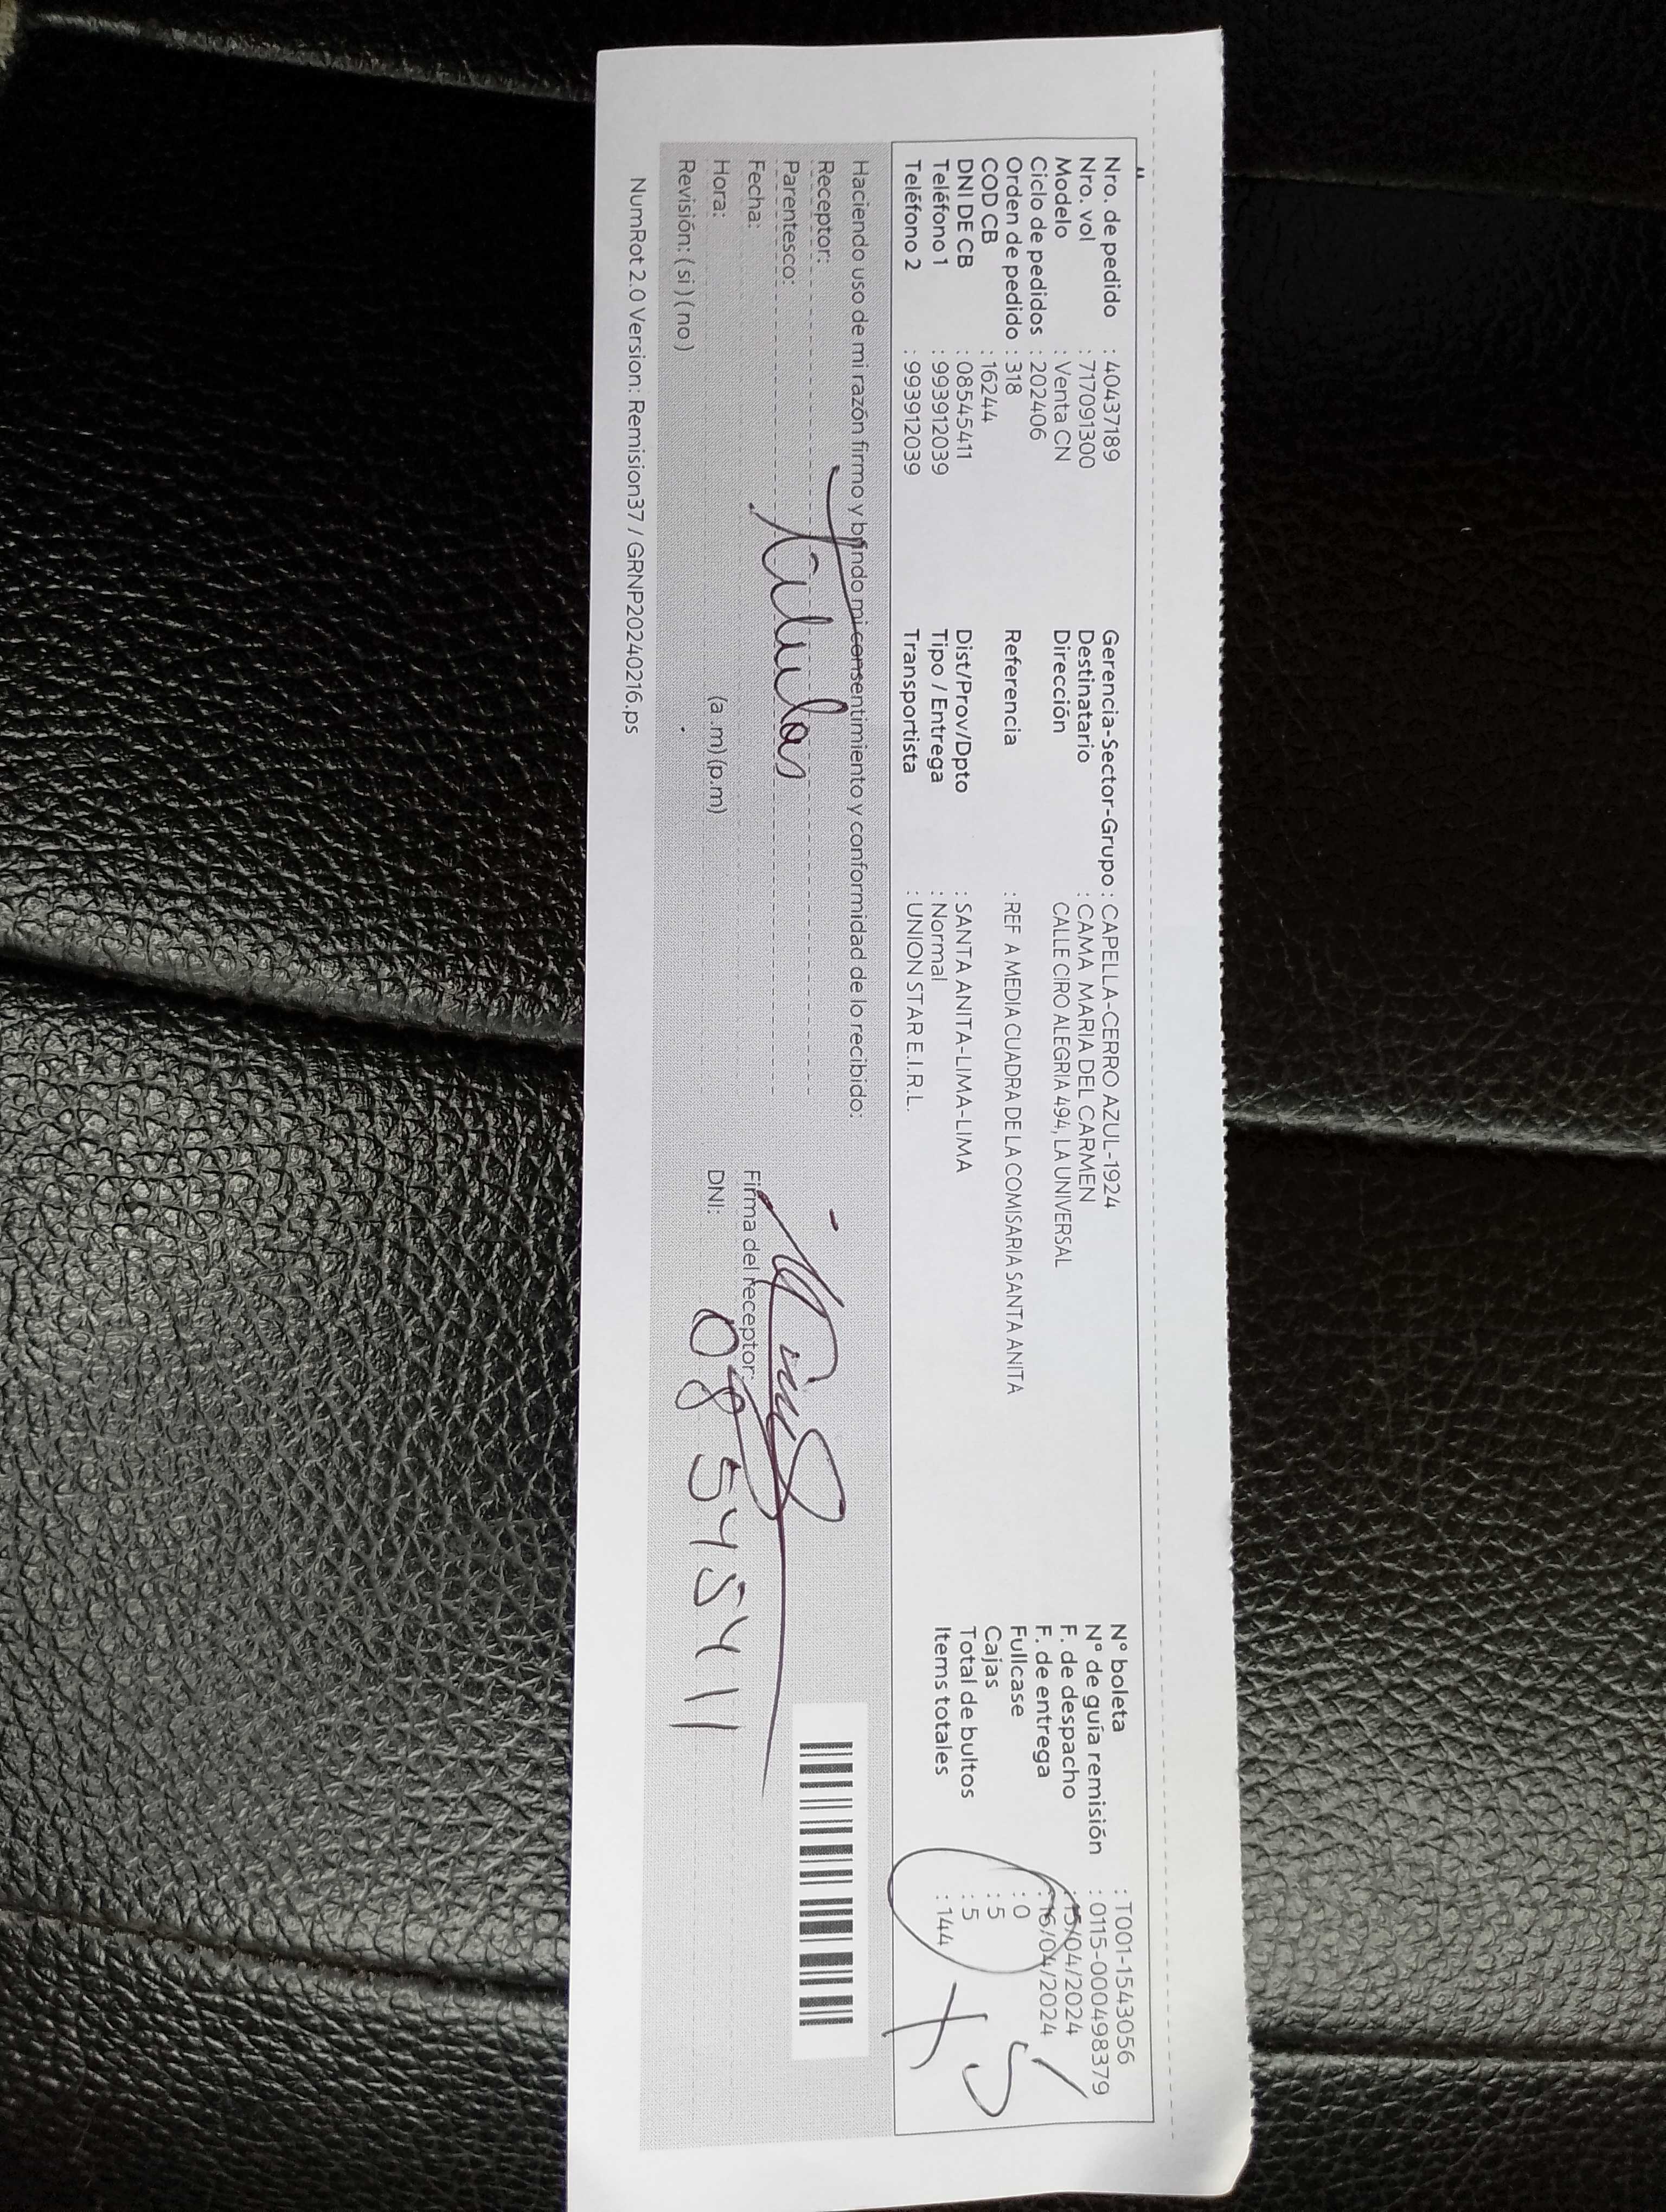 Nro. de pedido : 40437189
Nro. vol : 717091300
Modelo : Venta CN
Ciclo de pedidos : 202406
Orden de pedido : 318
COD CB : 16244
DNI DE CB : 08545411
Teléfono 1 : 993912039
Teléfono 2 : 993912039
Gerencia-Sector-Grupo : CAPELLA-CERRO AZUL-1924
Destinatario : CAMA MARIA DEL CARMEN
Dirección CALLE CIRO ALEGRIA 494, LA UNIVERSAL
Referencia : REF A MEDIA CUADRA DE LA COMISARIA SANTA ANITA
Dist/Prov/Dpto : SANTA ANITA-LIMA-LIMA
Tipo / Entrega : Normal
Transportista : UNION STAR E.I.R.L.
N° boleta : T001-15430556
N° de guía remisión : 0115-000498379
F. de despacho : 15/04/2024
F. de entrega : 16/04/2024
Fullcase : 0
Cajas : 5
Total de bultos : 5
Items totales : 144
Haciendo uso de mi razón firmo y brindo mi consentimiento y conformidad de lo recibido:
Receptor:
Parentesco:
Fecha:
Hora: (a.m) (p.m)
Revisión: ( si ) ( no )
Firma del receptor:
DNI: 08545411
NumRot 2.0 Version: Remision37 / GRNP20240216.ps